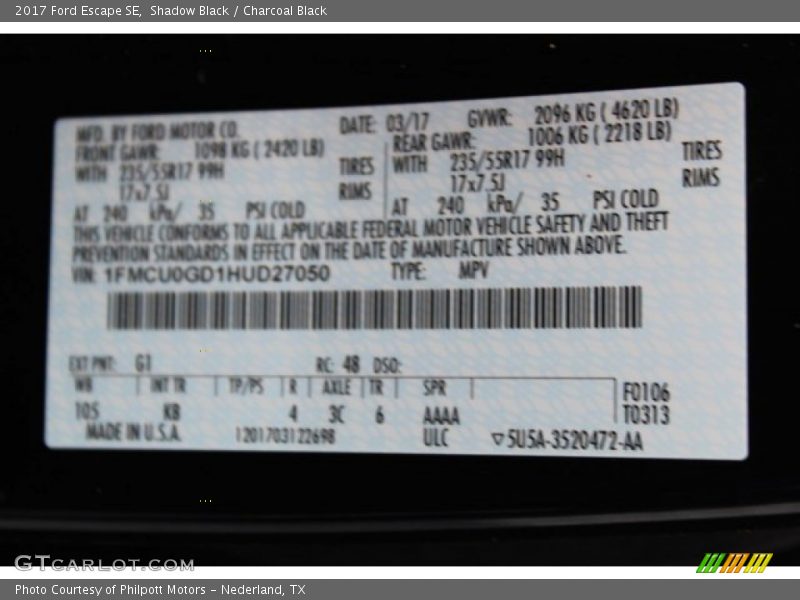 2017 Ford Escape SE, Shadow Black / Charcoal Black
MFD. BY FORD MOTOR CO. DATE: 03/17 GVWR: 2096 KG ( 4620 LB)
FRONT GAWR: 1098 KG ( 2420 LB) REAR GAWR: 1006 KG ( 2218 LB)
WITH 235/55R17 99H TIRES WITH 235/55R17 99H TIRES
17x7.5J RIMS 17x7.5J RIMS
AT 240 kPa/ 35 PSI COLD AT 240 kPa/ 35 PSI COLD
THIS VEHICLE CONFORMS TO ALL APPLICABLE FEDERAL MOTOR VEHICLE SAFETY AND THEFT
PREVENTION STANDARDS IN EFFECT ON THE DATE OF MANUFACTURE SHOWN ABOVE.
VIN: 1FMCU0GD1HUD27050 TYPE: MPV
EXT PNT: G1 RC: 48 DSO:
WB INT TR TP/PS R AXLE TR SPR F0106
105 KB 4 3C 6 AAAA T0313
MADE IN U.S.A. 1201703122698 ULC ▽5U5A-3520472-AA
GTCARLOT.COM
Photo Courtesy of Philpott Motors - Nederland, TX